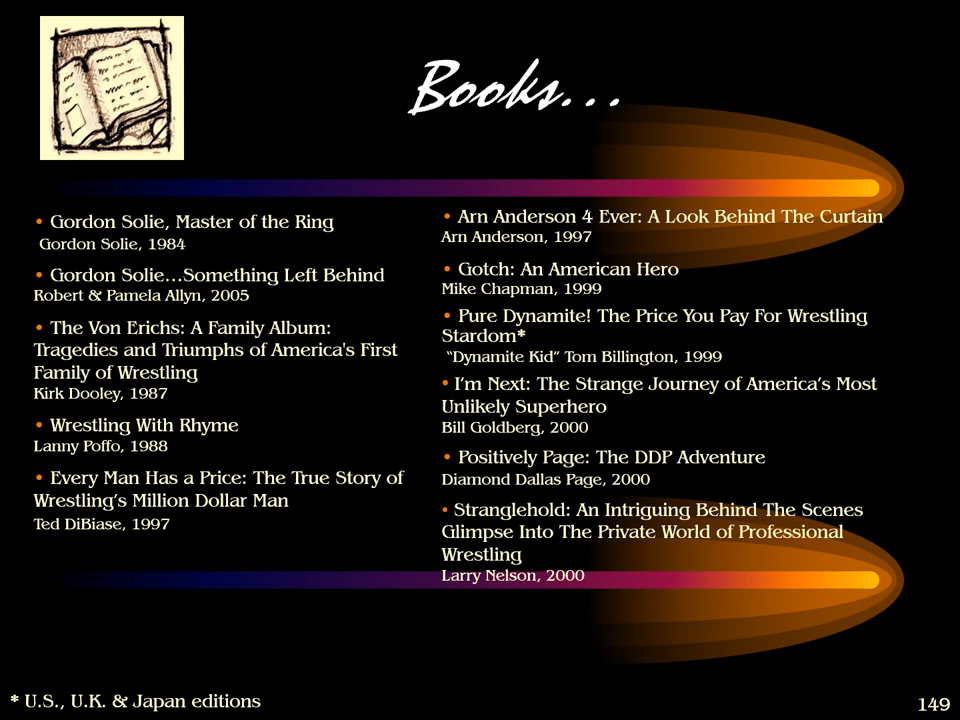 Books...
• Gordon Solie, Master of the Ring
Gordon Solie, 1984
• Gordon Solie...Something Left Behind
Robert & Pamela Allyn, 2005
• The Von Erichs: A Family Album:
Tragedies and Triumphs of America's First
Family of Wrestling
Kirk Dooley, 1987
• Wrestling With Rhyme
Lanny Poffo, 1988
• Every Man Has a Price: The True Story of
Wrestling’s Million Dollar Man
Ted DiBiase, 1997
• Arn Anderson 4 Ever: A Look Behind The Curtain
Arn Anderson, 1997
• Gotch: An American Hero
Mike Chapman, 1999
• Pure Dynamite! The Price You Pay For Wrestling
Stardom*
“Dynamite Kid” Tom Billington, 1999
• I’m Next: The Strange Journey of America’s Most
Unlikely Superhero
Bill Goldberg, 2000
• Positively Page: The DDP Adventure
Diamond Dallas Page, 2000
• Stranglehold: An Intriguing Behind The Scenes
Glimpse Into The Private World of Professional
Wrestling
Larry Nelson, 2000
* U.S., U.K. & Japan editions
149